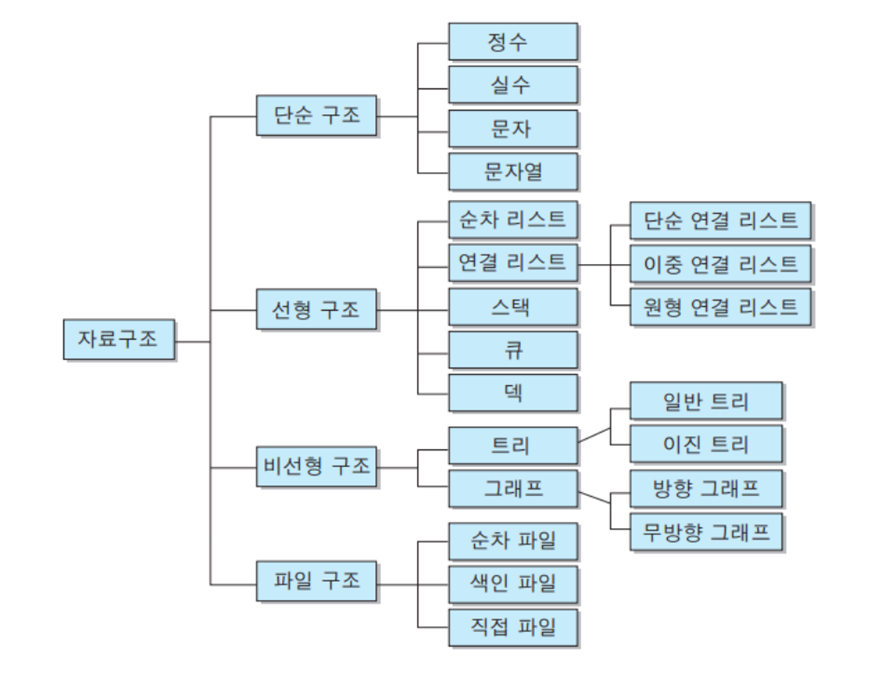 자료구조
단순 구조
정수
실수
문자
문자열
선형 구조
순차 리스트
연결 리스트
단순 연결 리스트
이중 연결 리스트
원형 연결 리스트
스택
큐
덱
비선형 구조
트리
일반 트리
이진 트리
그래프
방향 그래프
무방향 그래프
파일 구조
순차 파일
색인 파일
직접 파일